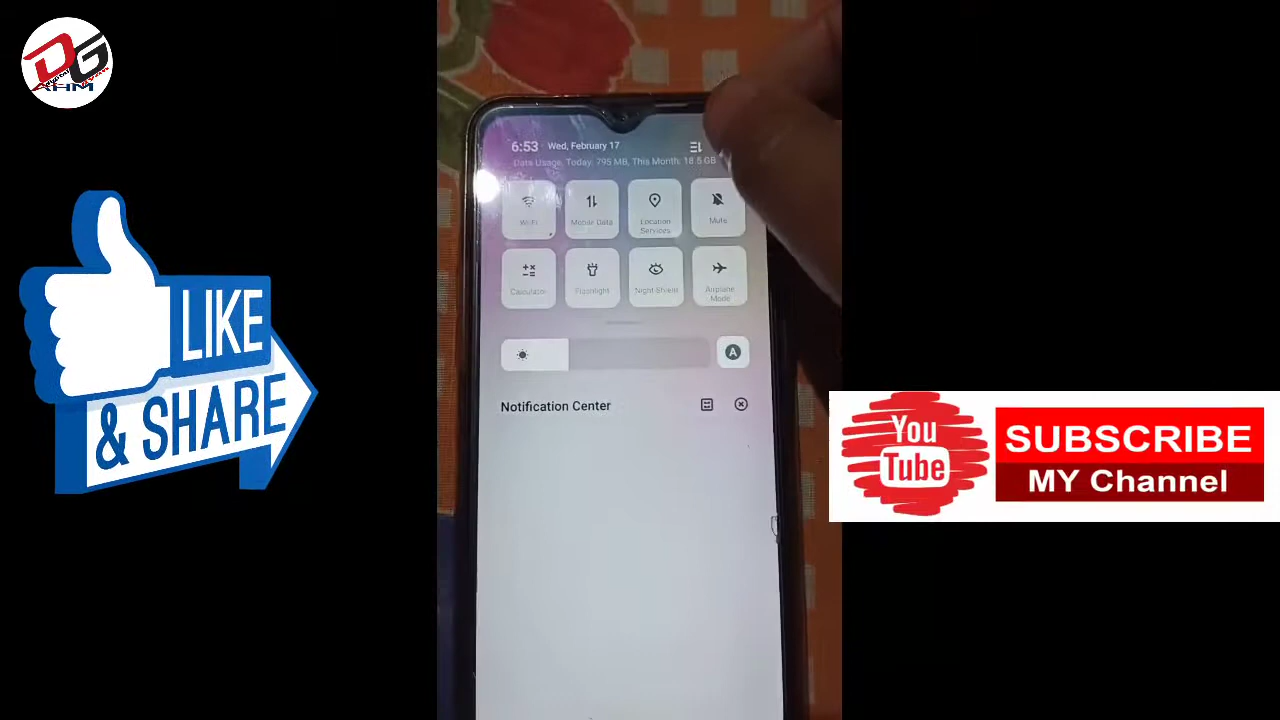 DG
AHM
6:53 Wed, February 17
Data Usage, Today: 795 MB, This Month: 18.5 GB
Wi-Fi
Mobile Data
Location
Services
Mute
Calculator
Flashlight
Night Shield
Airplane
Mode
A
Notification Center
LIKE
& SHARE
You
Tube
SUBSCRIBE
MY Channel